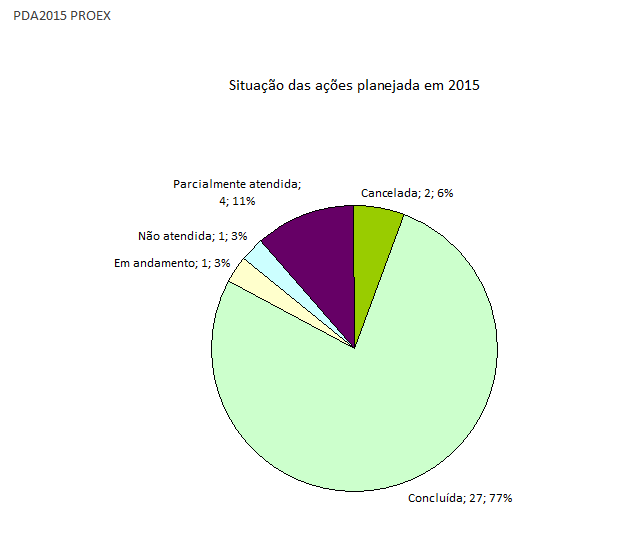 PDA2015 PROEX
Situação das ações planejada em 2015
Parcialmente atendida;
4; 11%
Cancelada; 2; 6%
Não atendida; 1; 3%
Em andamento; 1; 3%
Concluída; 27; 77%